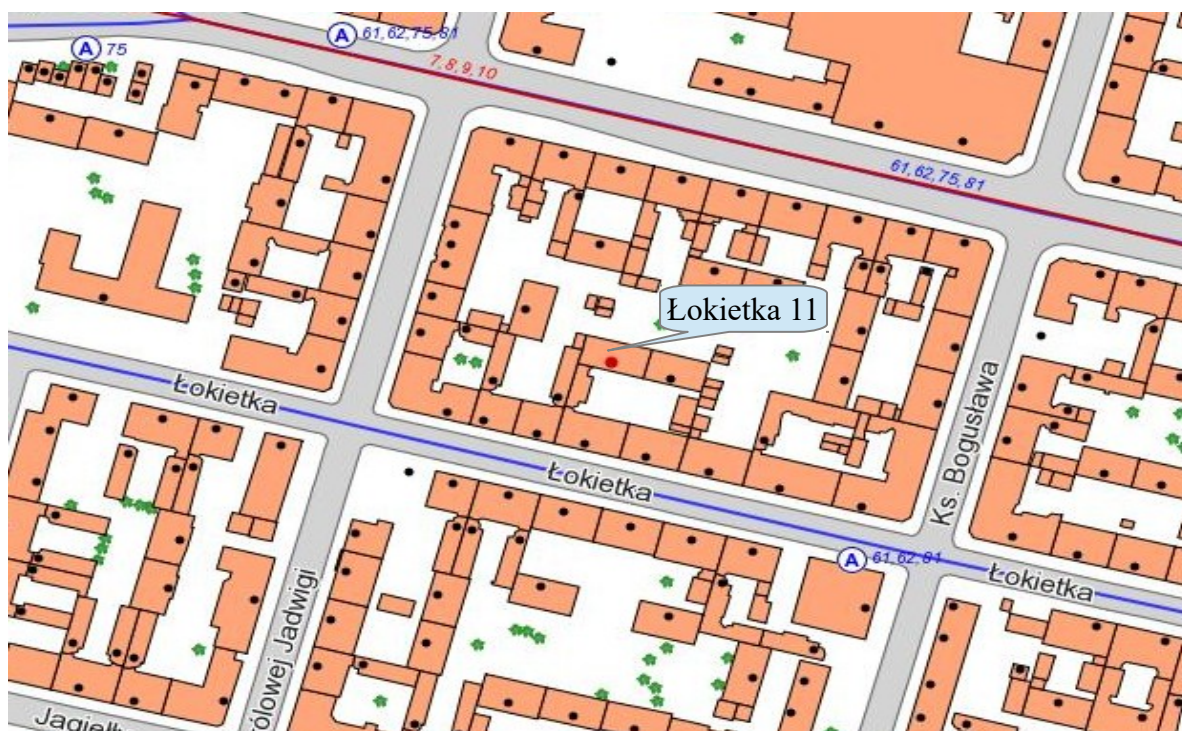 A 61,62,75,81
A 75
7,8,9,10
61,62,75,81
Łokietka 11
Łokietka
Ks. Bogusława
Łokietka
A 61,62,81
Łokietka
ólowej Jadwigi
Jagieł